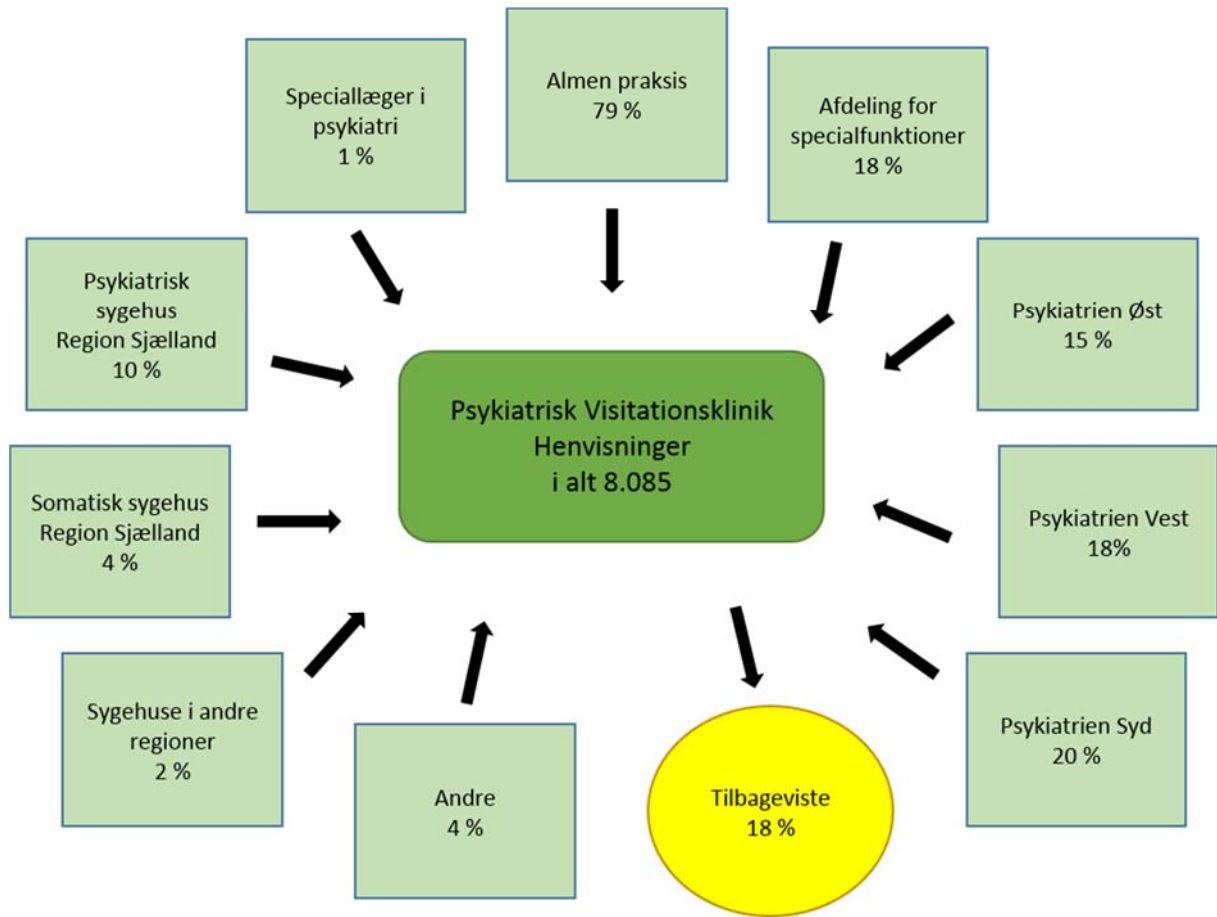 Speciallæger i
psykiatri
1 %
Almen praksis
79 %
Afdeling for
specialfunktioner
18 %
Psykiatrisk
sygehus
Region Sjælland
10 %
Psykiatrien Øst
15 %
Psykiatrisk Visitationsklinik
Henvisninger
i alt 8.085
Somatisk sygehus
Region Sjælland
4 %
Psykiatrien Vest
18%
Sygehuse i andre
regioner
2 %
Andre
4 %
Tilbageviste
18 %
Psykiatrien Syd
20 %